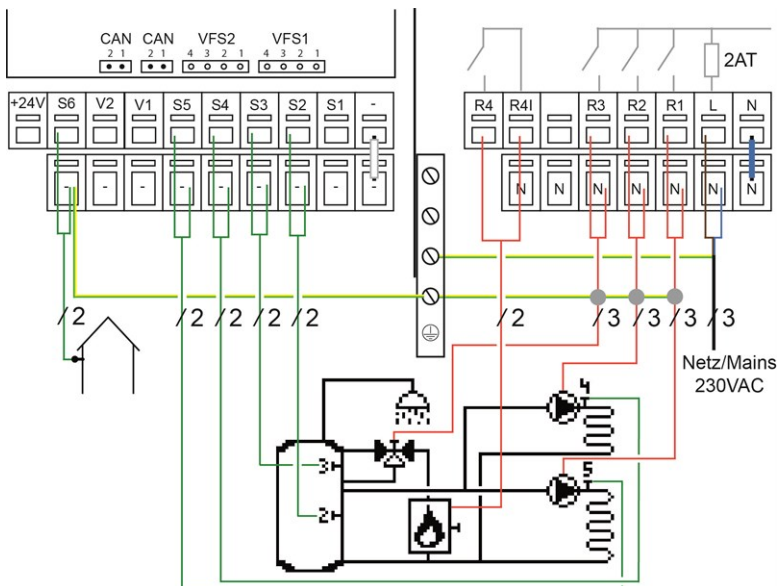 CAN CAN VFS2 VFS1
2 1 2 1 4 3 2 1 4 3 2 1
2AT
+24V S6 V2 V1 S5 S4 S3 S2 S1 - R4 R4I R3 R2 R1 L N
- - - - - - - - - N N N N N N N
/2 /2 /2 /2 /2 /2 /3 /3 /3 /3
Netz/Mains
230VAC
4
3
5
2